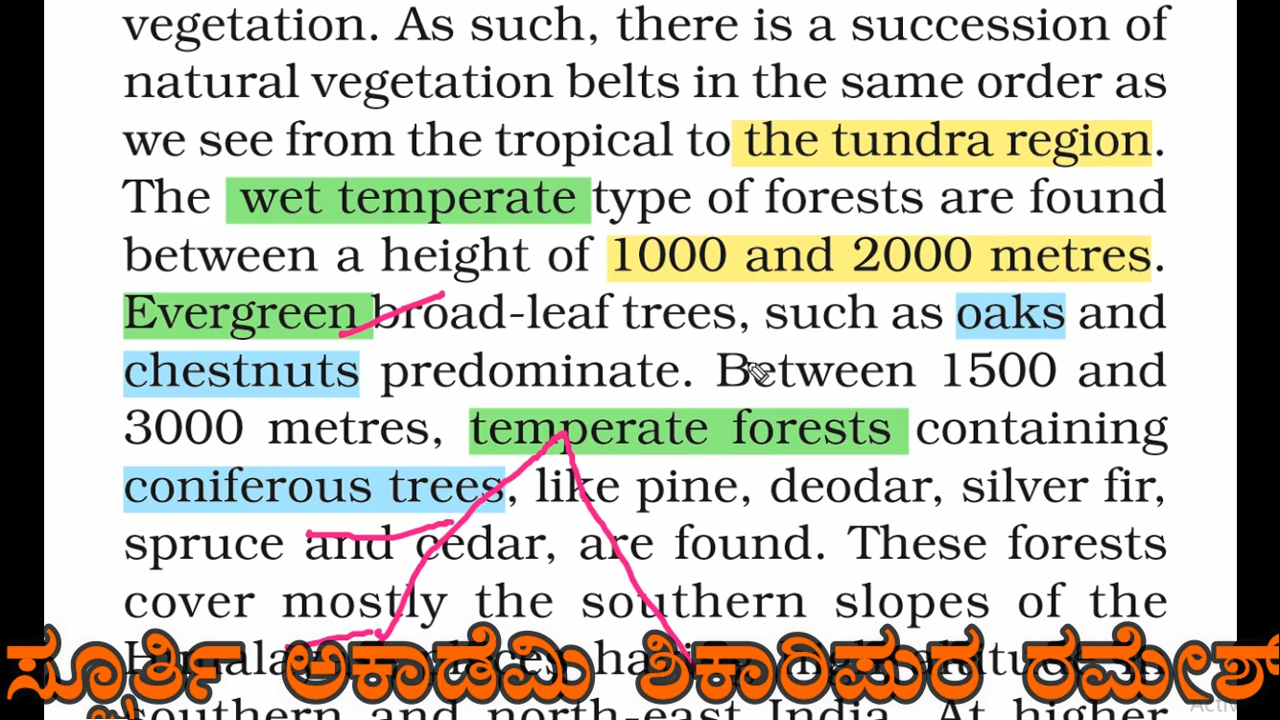 vegetation. As such, there is a succession of
natural vegetation belts in the same order as
we see from the tropical to the tundra region.
The wet temperate type of forests are found
between a height of 1000 and 2000 metres.
Evergreen broad-leaf trees, such as oaks and
chestnuts predominate. Between 1500 and
3000 metres, temperate forests containing
coniferous trees, like pine, deodar, silver fir,
spruce and cedar, are found. These forests
cover mostly the southern slopes of the
ಸ್ಫೂರ್ತಿ ಅಕಾಡೆಮಿ ಶಿಕಾರಿಪುರ ರಮೇಶ್
southern and north-east India. At higher